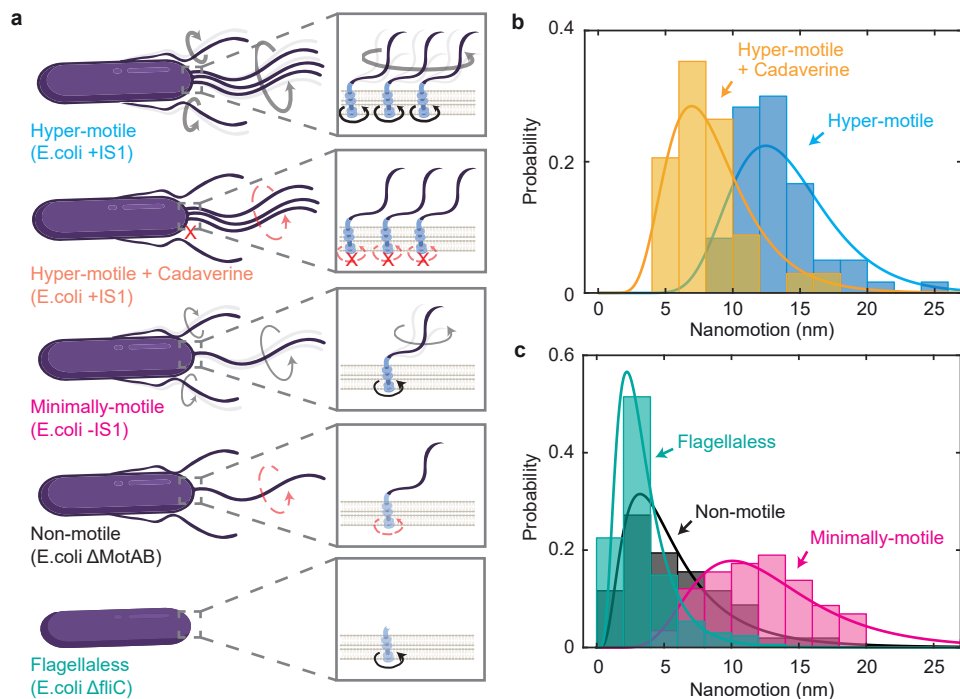 a
Hyper-motile
(E.coli +IS1)
X
X X X
Hyper-motile + Cadaverine
(E.coli +IS1)
Minimally-motile
(E.coli -IS1)
Non-motile
(E.coli ΔMotAB)
Flagellaless
(E.coli ΔfliC)
b
0.4
0.2
0
Probability
Hyper-motile
+ Cadaverine
Hyper-motile
0 5 10 15 20 25
Nanomotion (nm)
c
0.6
0.4
0.2
0
Probability
Flagellaless
Non-motile
Minimally-motile
0 5 10 15 20 25
Nanomotion (nm)